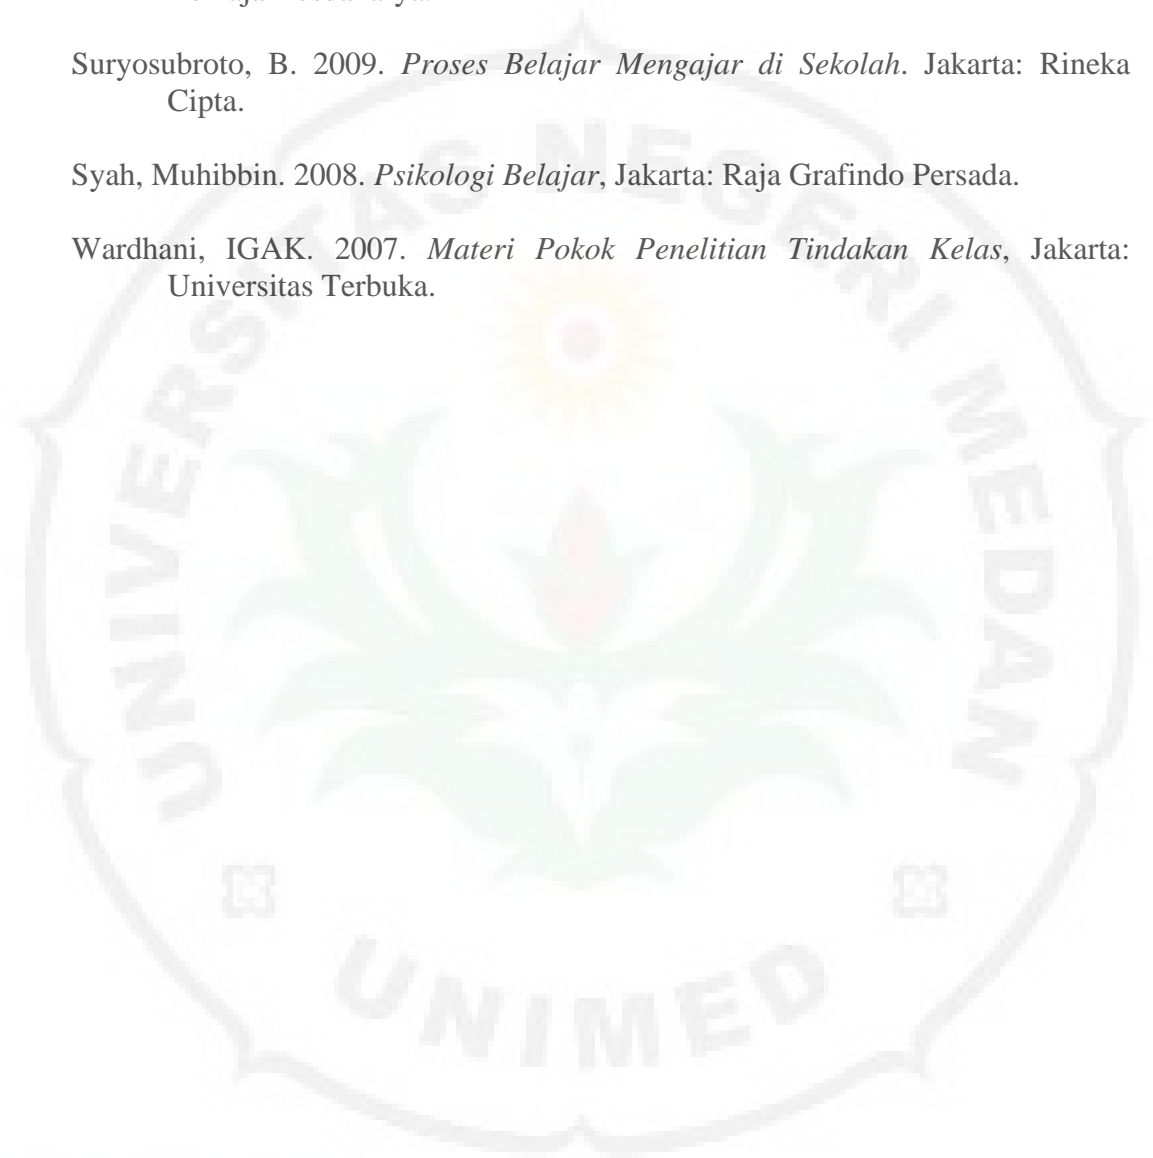 Suryosubroto, B. 2009. Proses Belajar Mengajar di Sekolah. Jakarta: Rineka
Cipta.
Syah, Muhibbin. 2008. Psikologi Belajar, Jakarta: Raja Grafindo Persada.
Wardhani, IGAK. 2007. Materi Pokok Penelitian Tindakan Kelas, Jakarta:
Universitas Terbuka.
UNIVERSITAS NEGERI MEDAN
UNIMED